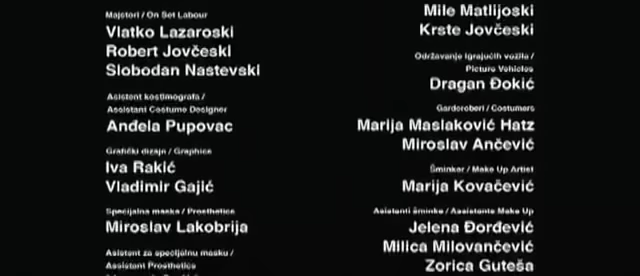 Majstori / On Set Labour
Vlatko Lazaroski
Robert Jovčeski
Slobodan Nastevski
Asistent kostimografa /
Assistant Costume Designer
Anđela Pupovac
Grafički dizajn / Graphics
Iva Rakić
Vladimir Gajić
Specijalna maska / Prosthetics
Miroslav Lakobrija
Asistent za specijalnu masku /
Assistant Prosthetics
Mile Matlijoski
Krste Jovčeski
Održavanje igrajućih vozila /
Picture Vehicles
Dragan Đokić
Garderoberi / Costumers
Marija Maslaković Hatz
Miroslav Ančević
Šminker / Make Up Artist
Marija Kovačević
Asistenti šminke / Assistants Make Up
Jelena Đorđević
Milica Milovančević
Zorica Guteša